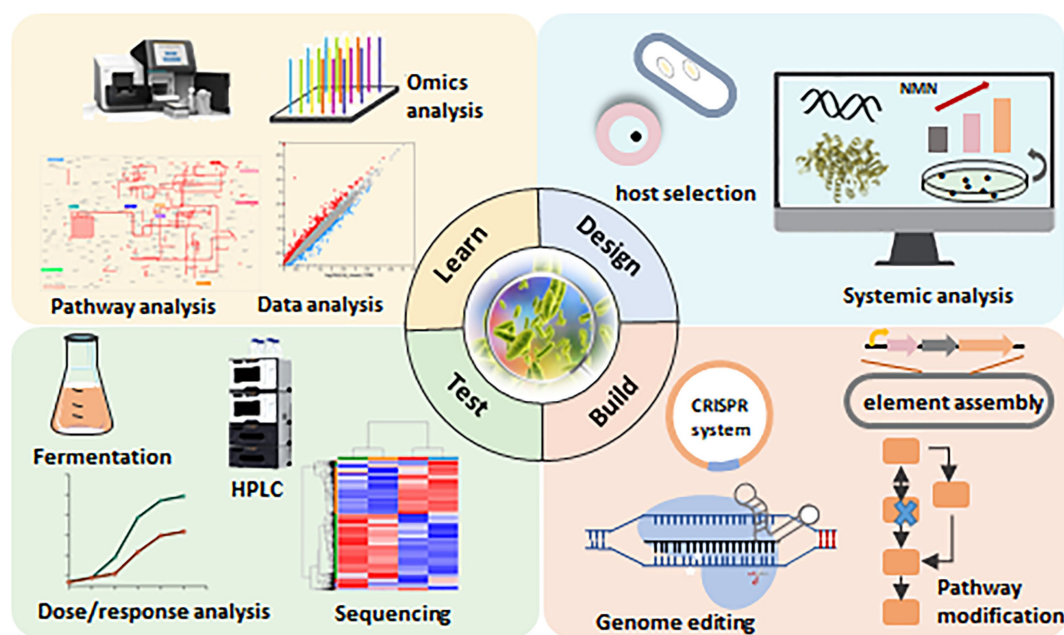 Omics
analysis
Pathway analysis
Data analysis
host selection
NMN
Systemic analysis
Learn
Design
Test
Build
Fermentation
HPLC
Dose/response analysis
Sequencing
CRISPR
system
element assembly
Genome editing
Pathway
modification